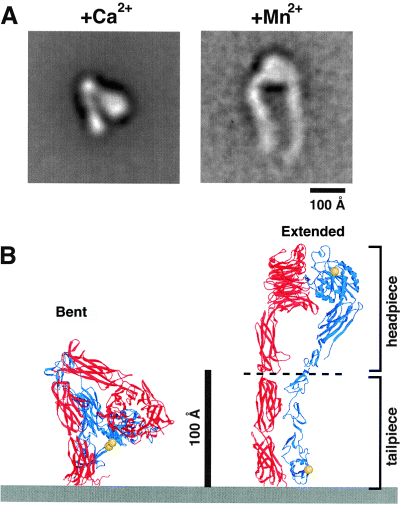 A
+Ca2+
+Mn2+
100 Å
Extended
B
Bent
headpiece
100 Å
tailpiece